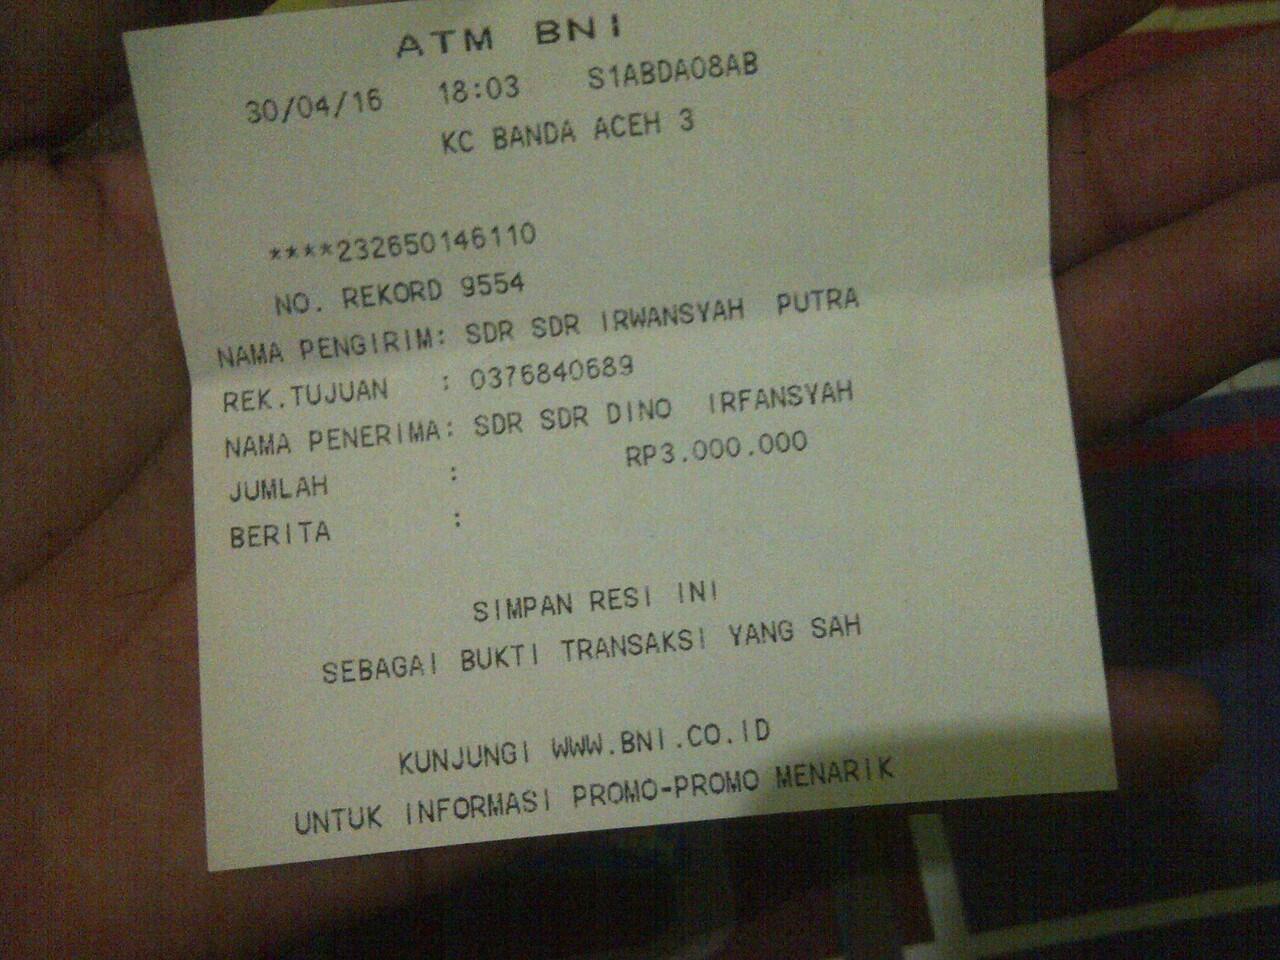 ATM BNI
30/04/16 18:03 S1ABDA08AB
KC BANDA ACEH 3
****232650146110
NO. REKORD 9554
NAMA PENGIRIM: SDR SDR IRWANSYAH PUTRA
REK.TUJUAN : 0376840689
NAMA PENERIMA: SDR SDR DINO IRFANSYAH
JUMLAH : RP3.000.000
BERITA :
SIMPAN RESI INI
SEBAGAI BUKTI TRANSAKSI YANG SAH
KUNJUNGI WWW.BNI.CO.ID
UNTUK INFORMASI PROMO-PROMO MENARIK